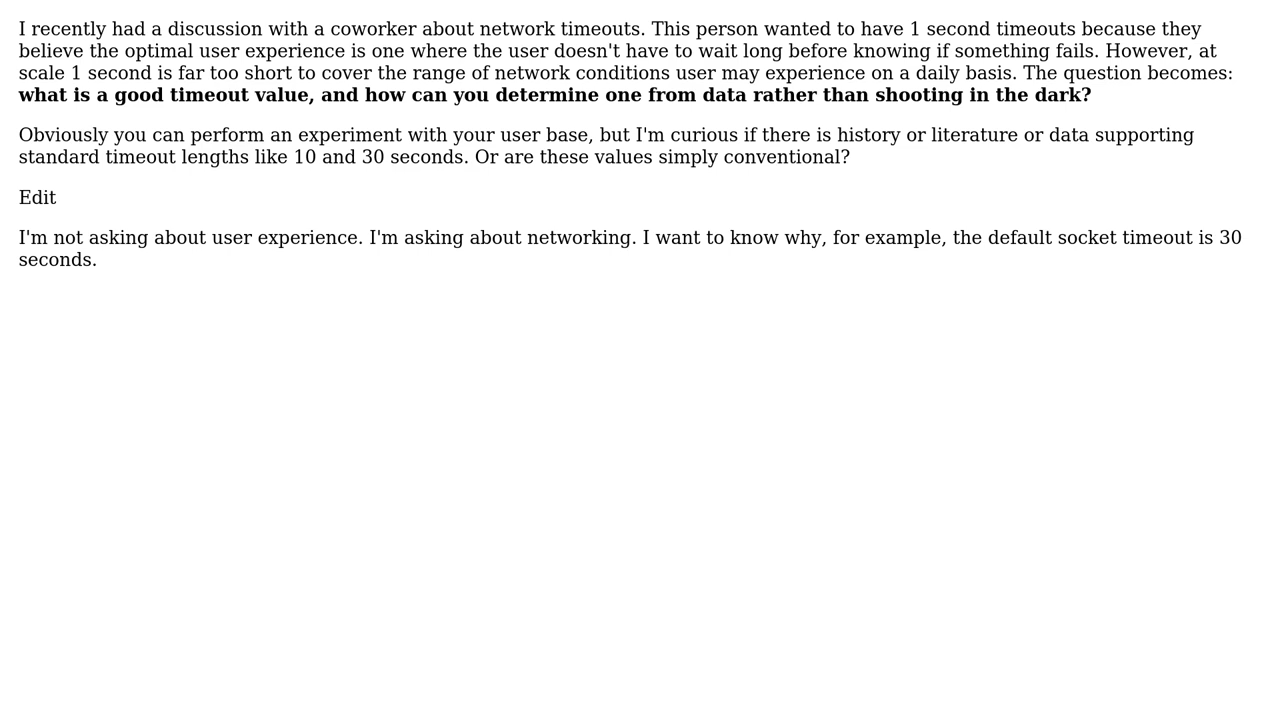 I recently had a discussion with a coworker about network timeouts. This person wanted to have 1 second timeouts because they
believe the optimal user experience is one where the user doesn't have to wait long before knowing if something fails. However, at
scale 1 second is far too short to cover the range of network conditions user may experience on a daily basis. The question becomes:
what is a good timeout value, and how can you determine one from data rather than shooting in the dark?
Obviously you can perform an experiment with your user base, but I'm curious if there is history or literature or data supporting
standard timeout lengths like 10 and 30 seconds. Or are these values simply conventional?
Edit
I'm not asking about user experience. I'm asking about networking. I want to know why, for example, the default socket timeout is 30
seconds.